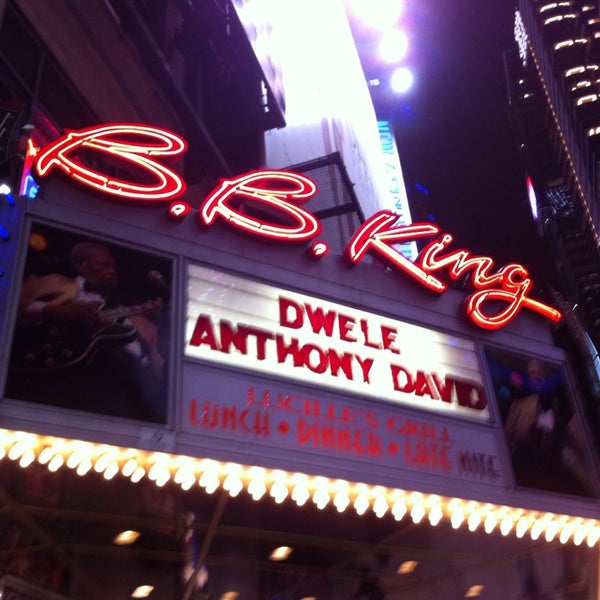 B.B. King
DWELE
ANTHONY DAVID
LUCILLE'S GRILL
LUNCH • DINNER • LATE NITE